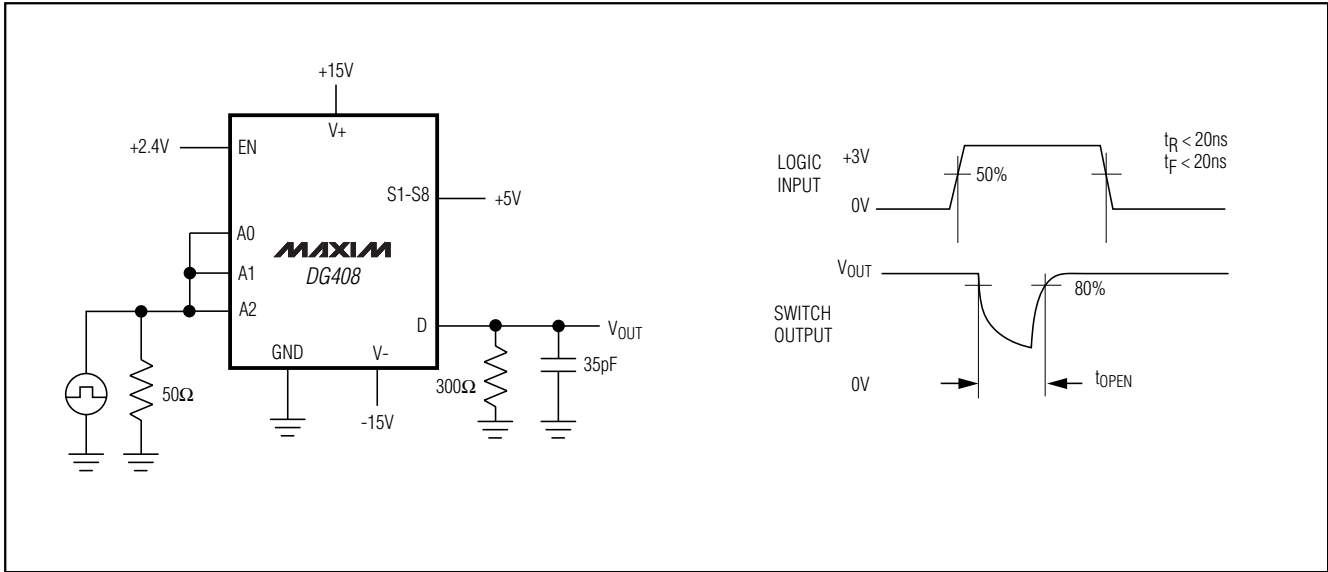 +15V
V+
+2.4V
EN
S1-S8
+5V
A0
MAXIM
A1
DG408
A2
D
VOUT
GND
V-
50Ω
300Ω
35pF
-15V
LOGIC
INPUT
+3V
50%
0V
tR < 20ns
tF < 20ns
VOUT
80%
SWITCH
OUTPUT
0V
tOPEN